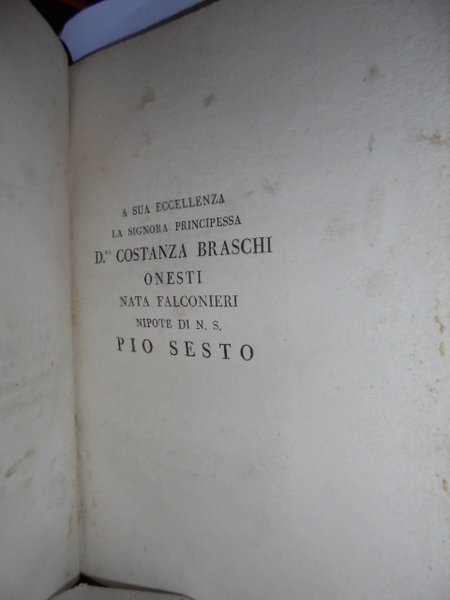 A SUA ECCELLENZA
LA SIGNORA PRINCIPESSA
D.NA COSTANZA BRASCHI
ONESTI
NATA FALCONIERI
NIPOTE DI N. S.
PIO SESTO